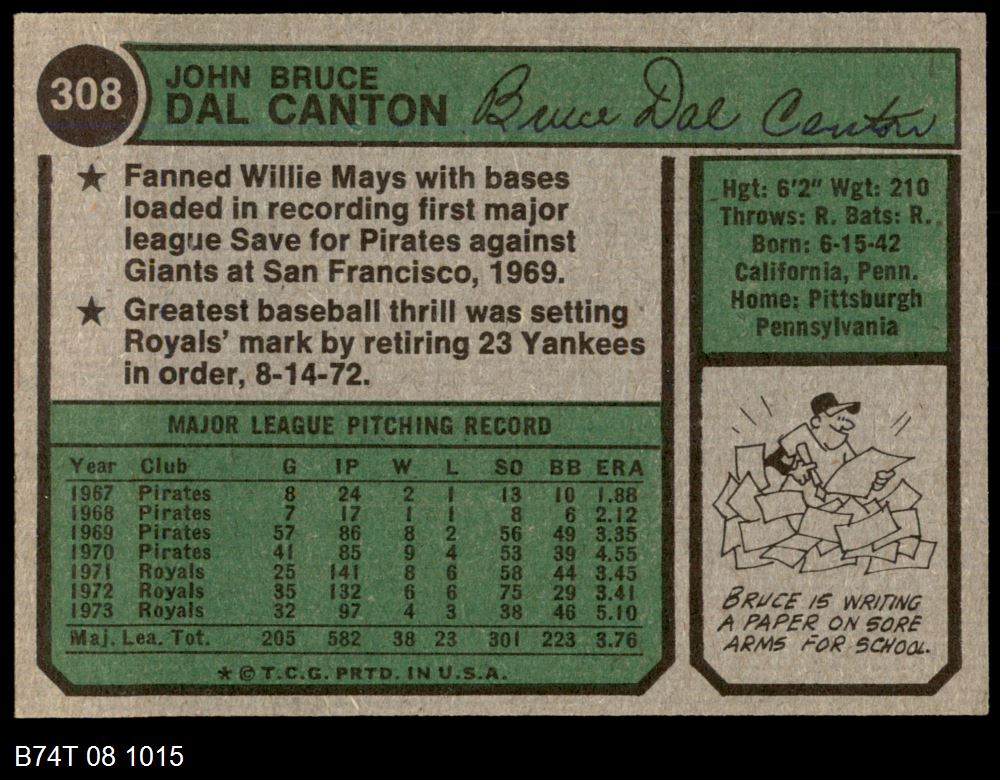 308
JOHN BRUCE
DAL CANTON
Bruce Dal Canton
★ Fanned Willie Mays with bases
loaded in recording first major
league Save for Pirates against
Giants at San Francisco, 1969.
★ Greatest baseball thrill was setting
Royals' mark by retiring 23 Yankees
in order, 8-14-72.
Hgt: 6'2" Wgt: 210
Throws: R. Bats: R.
Born: 6-15-42
California, Penn.
Home: Pittsburgh
Pennsylvania
MAJOR LEAGUE PITCHING RECORD
Year Club G IP W L SO BB ERA
1967 Pirates 8 24 2 1 13 10 1.88
1968 Pirates 7 17 1 1 8 6 2.12
1969 Pirates 57 86 8 2 56 49 3.35
1970 Pirates 41 85 9 4 53 39 4.55
1971 Royals 25 141 8 6 58 44 3.45
1972 Royals 35 132 6 6 75 29 3.41
1973 Royals 32 97 4 3 38 46 5.10
Maj. Lea. Tot. 205 582 38 23 301 223 3.76
★ © T.C.G. PRTD. IN U.S.A.
BRUCE IS WRITING
A PAPER ON SORE
ARMS FOR SCHOOL.
B74T 08 1015